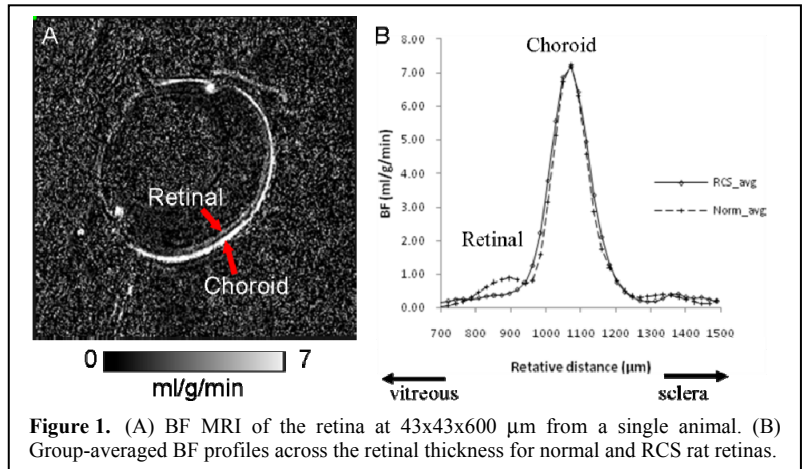 A
Retinal
Choroid
0
7
ml/g/min
B
Choroid
BF (ml/g/min)
8.00
7.00
6.00
5.00
4.00
3.00
2.00
1.00
0.00
Retinal
RCS_avg
Norm_avg
700 800 900 1000 1100 1200 1300 1400 1500
Retative distance (µm)
vitreous
sclera
Figure 1. (A) BF MRI of the retina at 43x43x600 µm from a single animal. (B)
Group-averaged BF profiles across the retinal thickness for normal and RCS rat retinas.